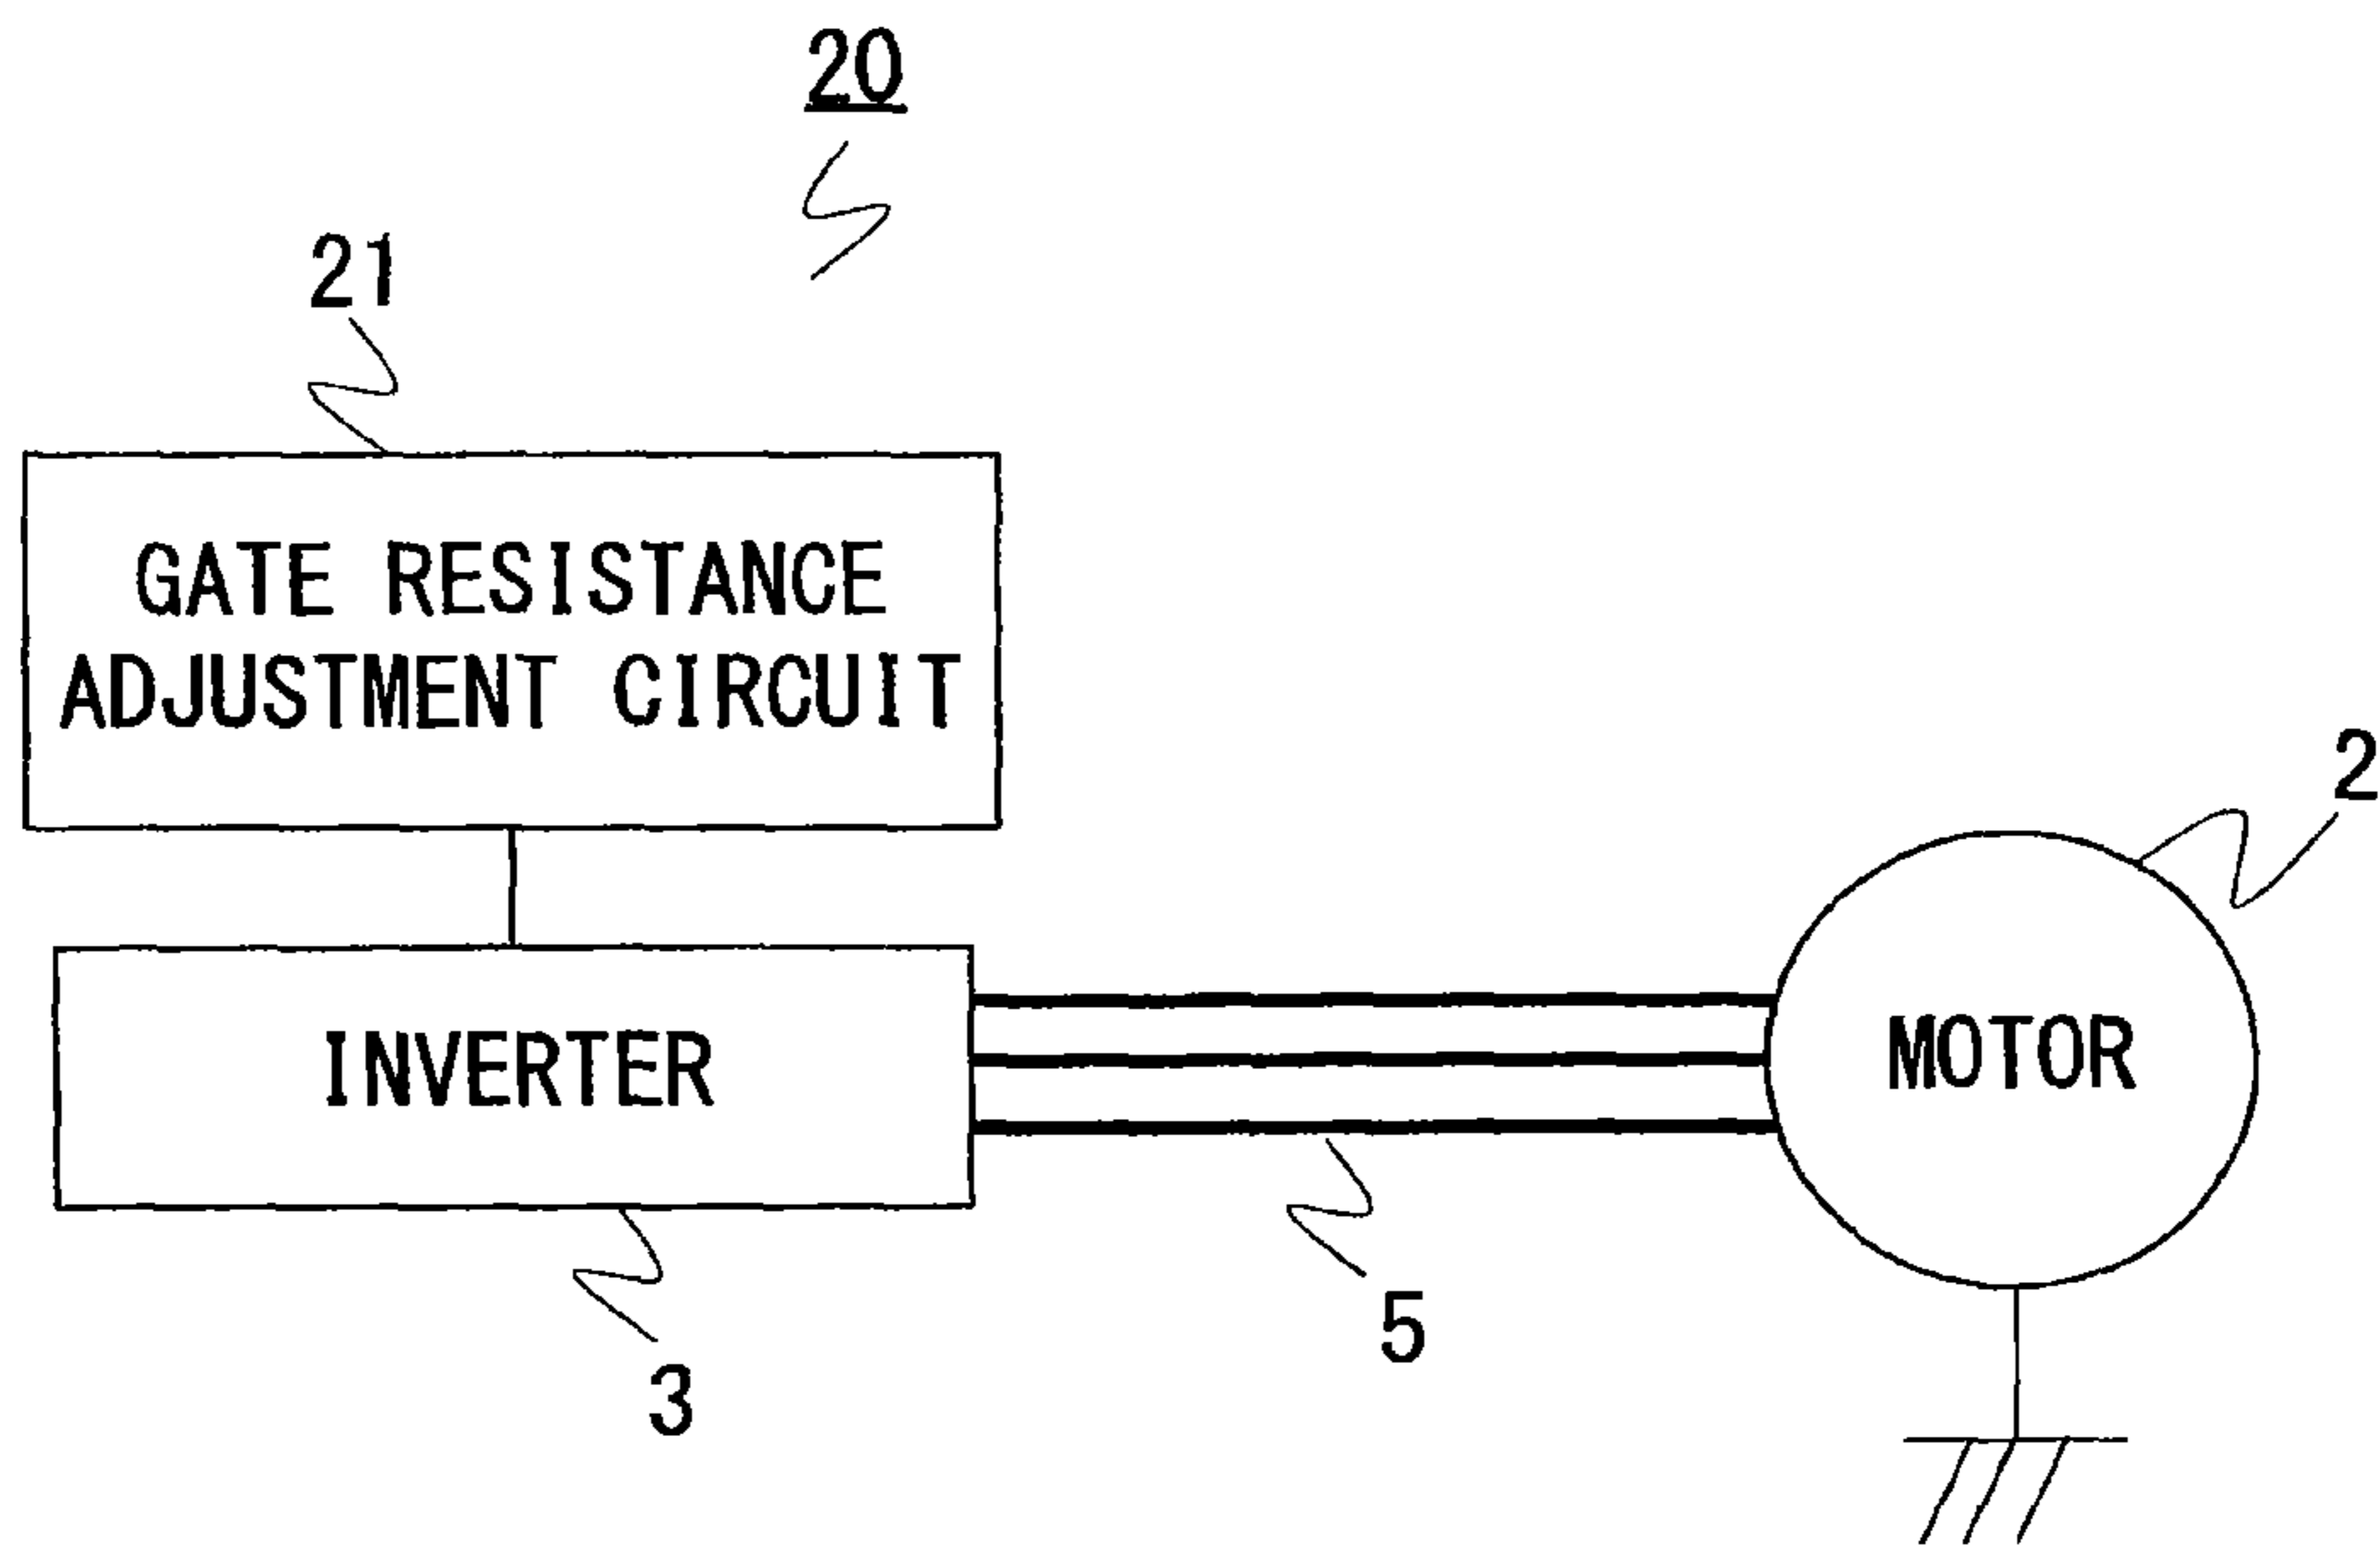 20
21
GATE RESISTANCE
ADJUSTMENT CIRCUIT
2
INVERTER
MOTOR
5
3